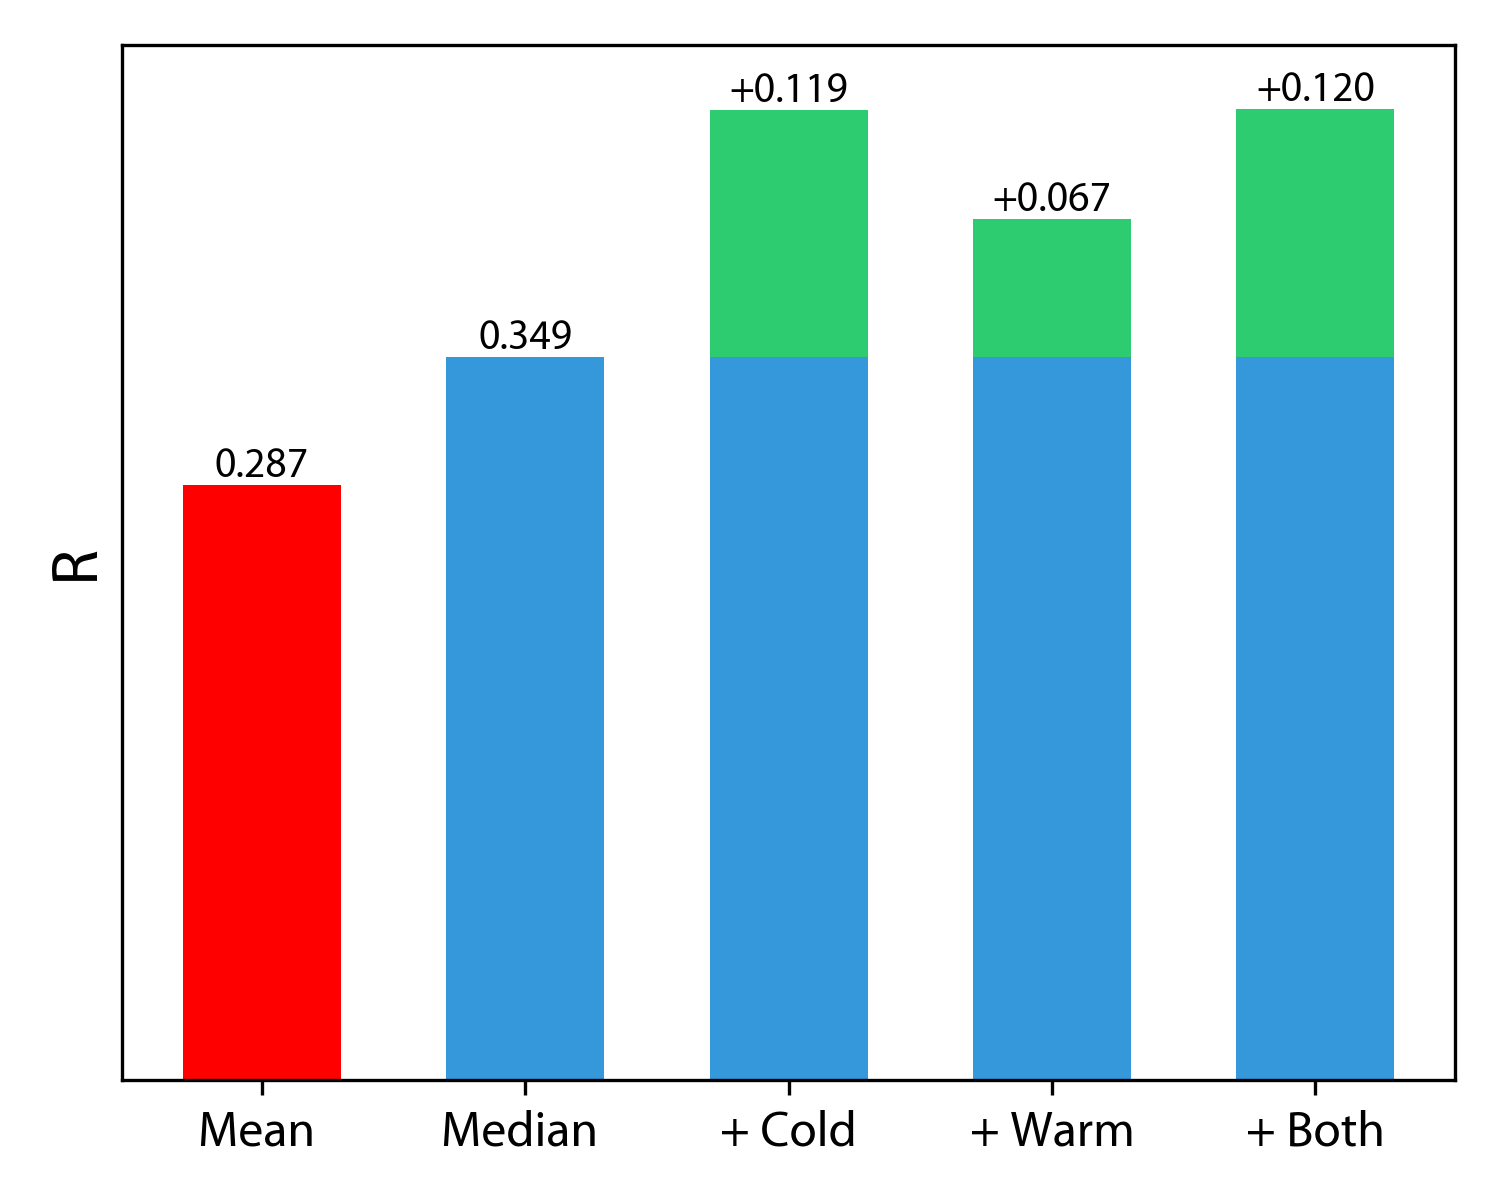 +0.119
+0.120
+0.067
0.349
0.287
R
Mean
Median
+ Cold
+ Warm
+ Both